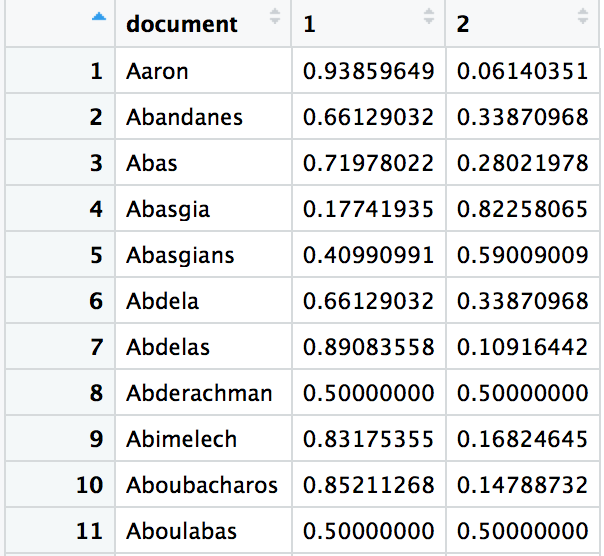 document 1 2
1 Aaron 0.93859649 0.06140351
2 Abandanes 0.66129032 0.33870968
3 Abas 0.71978022 0.28021978
4 Abasgia 0.17741935 0.82258065
5 Abasgians 0.40990991 0.59009009
6 Abdela 0.66129032 0.33870968
7 Abdelas 0.89083558 0.10916442
8 Abderachman 0.50000000 0.50000000
9 Abimelech 0.83175355 0.16824645
10 Aboubacharos 0.85211268 0.14788732
11 Aboulabas 0.50000000 0.50000000